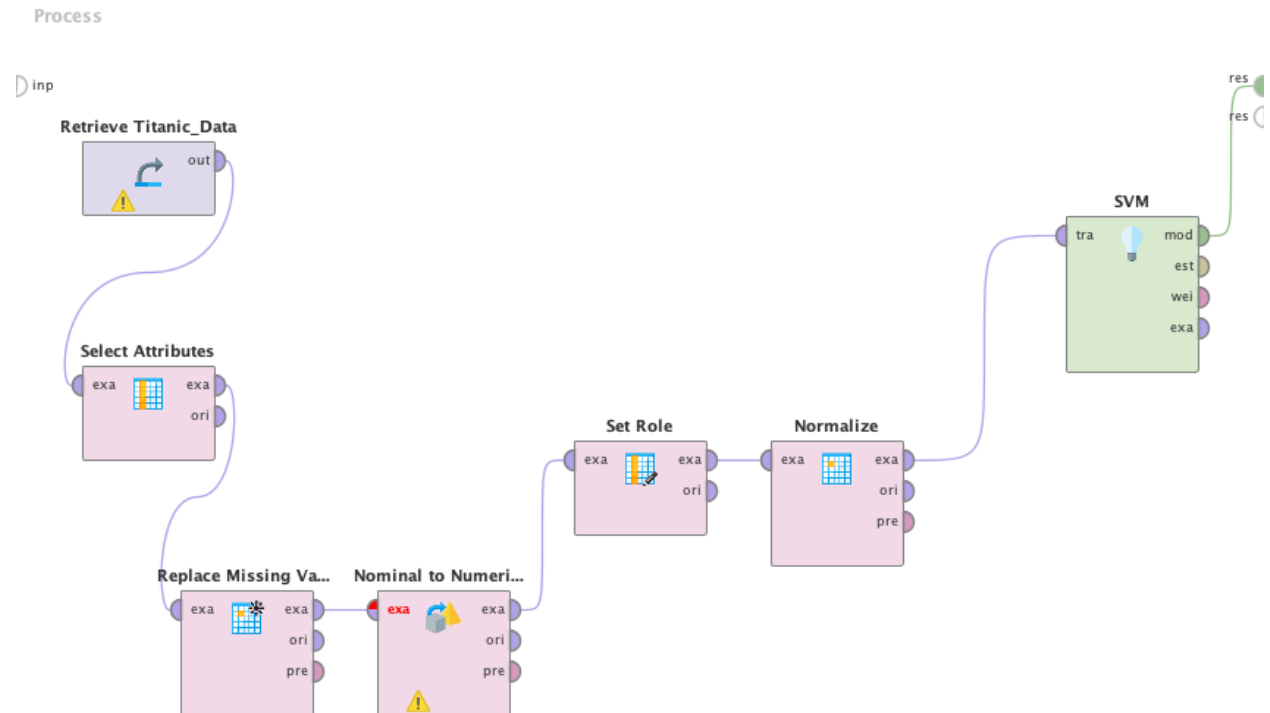 Process
inp
res
res
Retrieve Titanic_Data
out
SVM
tra
mod
est
wei
exa
Select Attributes
exa
exa
ori
Set Role
exa
exa
ori
Normalize
exa
exa
ori
pre
Replace Missing Va...
exa
exa
ori
pre
Nominal to Numeri...
exa
exa
ori
pre